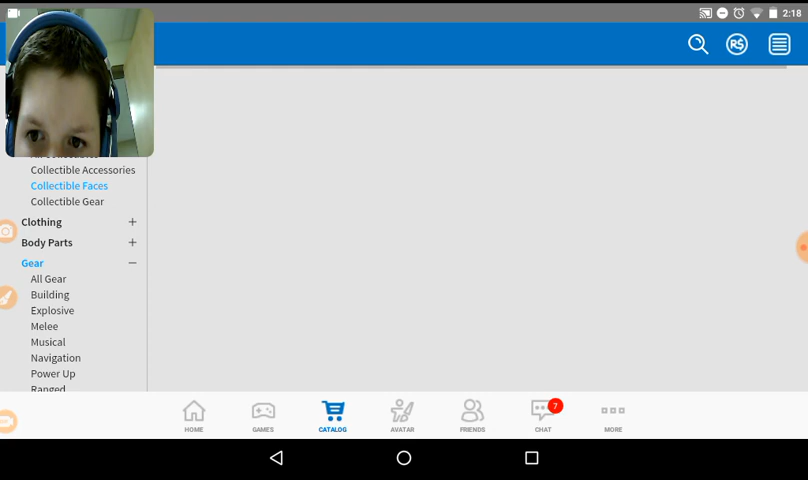 2:18
R$
Collectible Accessories
Collectible Faces
Collectible Gear
Clothing +
Body Parts +
Gear −
All Gear
Building
Explosive
Melee
Musical
Navigation
Power Up
Ranged
7
HOME GAMES CATALOG AVATAR FRIENDS CHAT MORE